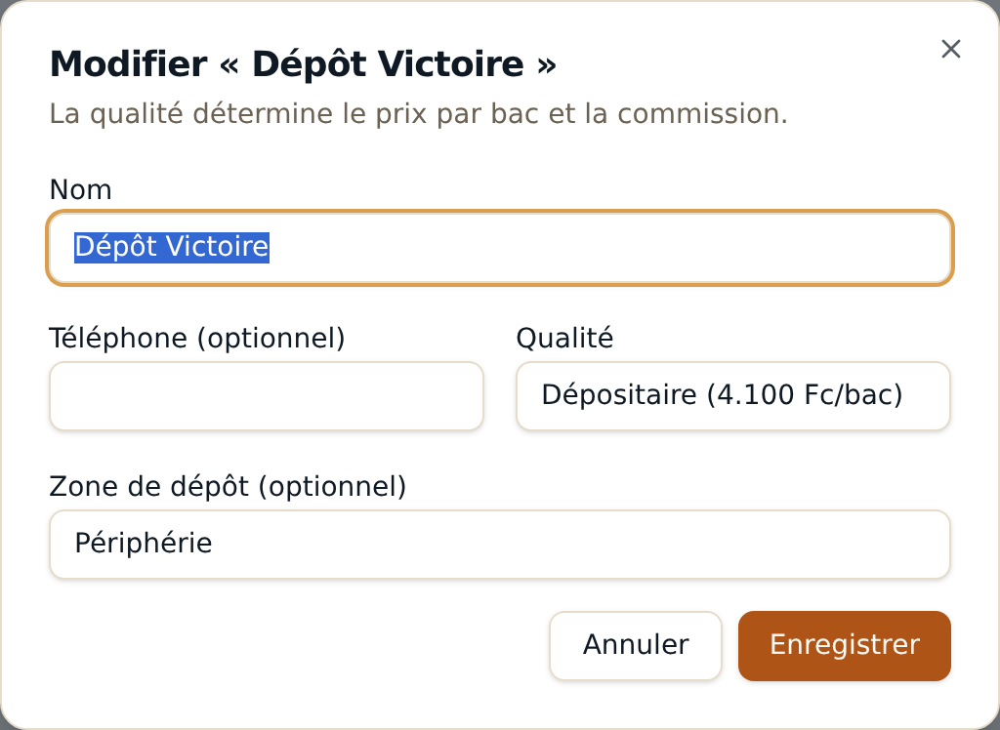 Modifier « Dépôt Victoire »
La qualité détermine le prix par bac et la commission.
Nom
Dépôt Victoire
Téléphone (optionnel)
Qualité
Dépositaire (4.100 Fc/bac)
Zone de dépôt (optionnel)
Périphérie
Annuler
Enregistrer